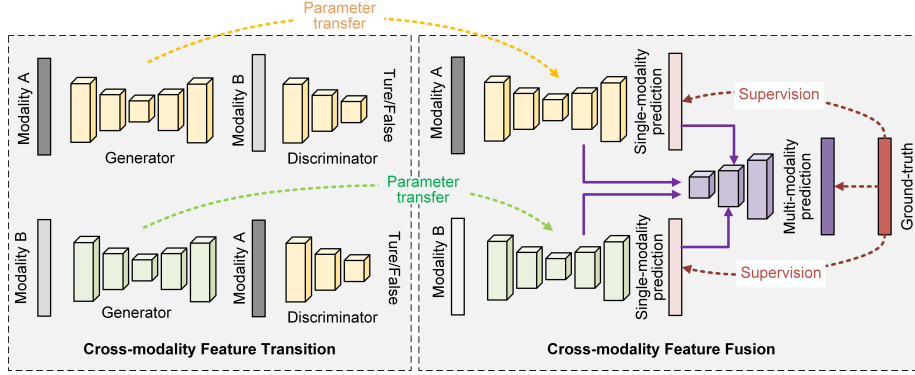 Parameter
transfer
Modality A
Generator
Modality B
Discriminator
Ture/False
Modality A
Single-modality
prediction
Supervision
Parameter
transfer
Multi-modality
prediction
Ground-truth
Modality B
Generator
Modality A
Discriminator
Ture/False
Modality B
Single-modality
prediction
Supervision
Cross-modality Feature Transition
Cross-modality Feature Fusion